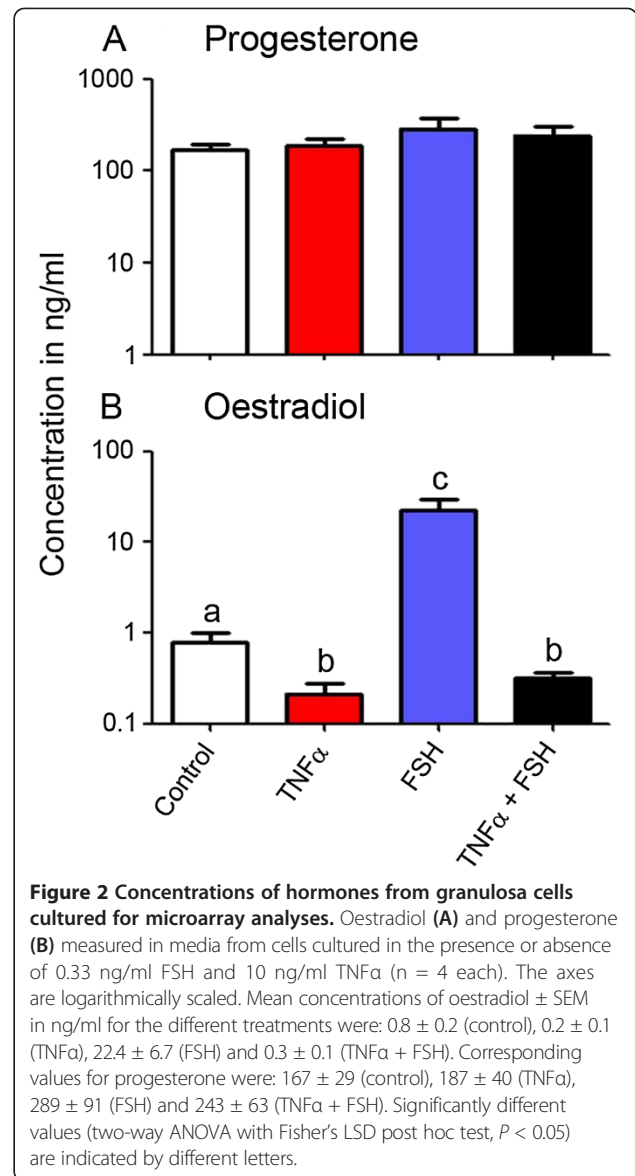 A Progesterone
1000
100
10
1
Concentration in ng/ml
B Oestradiol
100
10
1
0.1
a
b
c
b
Control
TNFα
FSH
TNFα + FSH
Figure 2 Concentrations of hormones from granulosa cells
cultured for microarray analyses. Oestradiol (A) and progesterone
(B) measured in media from cells cultured in the presence or absence
of 0.33 ng/ml FSH and 10 ng/ml TNFα (n = 4 each). The axes
are logarithmically scaled. Mean concentrations of oestradiol ± SEM
in ng/ml for the different treatments were: 0.8 ± 0.2 (control), 0.2 ± 0.1
(TNFα), 22.4 ± 6.7 (FSH) and 0.3 ± 0.1 (TNFα + FSH). Corresponding
values for progesterone were: 167 ± 29 (control), 187 ± 40 (TNFα),
289 ± 91 (FSH) and 243 ± 63 (TNFα + FSH). Significantly different
values (two-way ANOVA with Fisher's LSD post hoc test, P < 0.05)
are indicated by different letters.